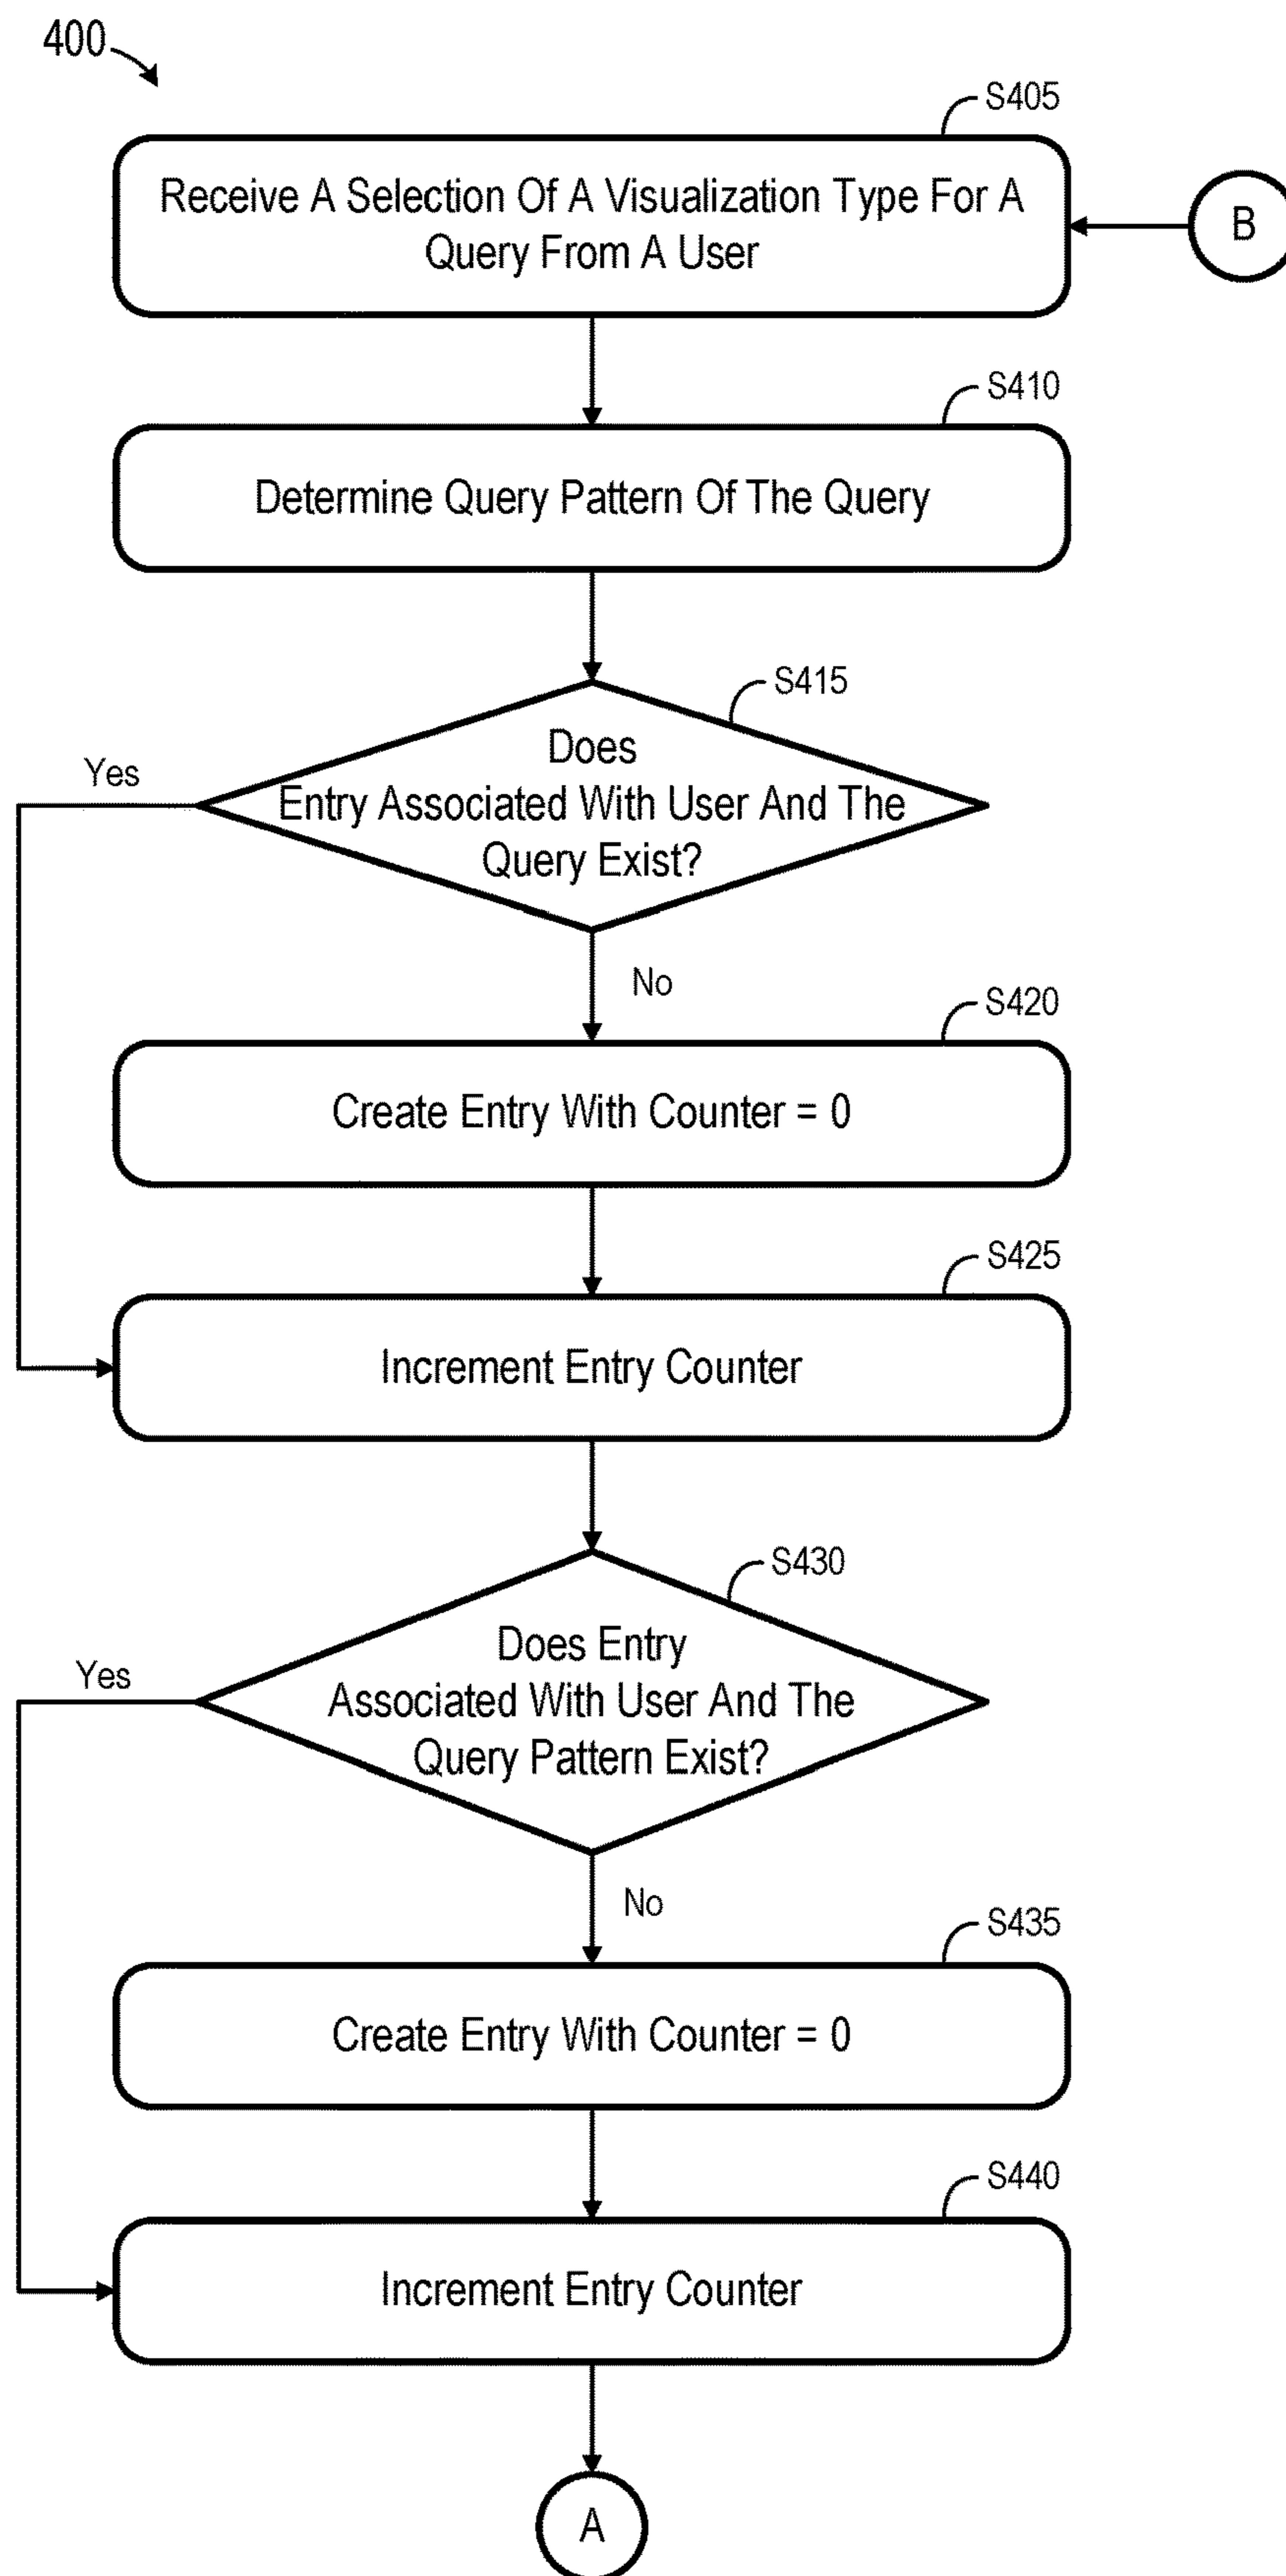 400
S405
Receive A Selection Of A Visualization Type For A
Query From A User
B
S410
Determine Query Pattern Of The Query
S415
Does
Entry Associated With User And The
Query Exist?
Yes
No
S420
Create Entry With Counter = 0
S425
Increment Entry Counter
S430
Does Entry
Associated With User And The
Query Pattern Exist?
Yes
No
S435
Create Entry With Counter = 0
S440
Increment Entry Counter
A